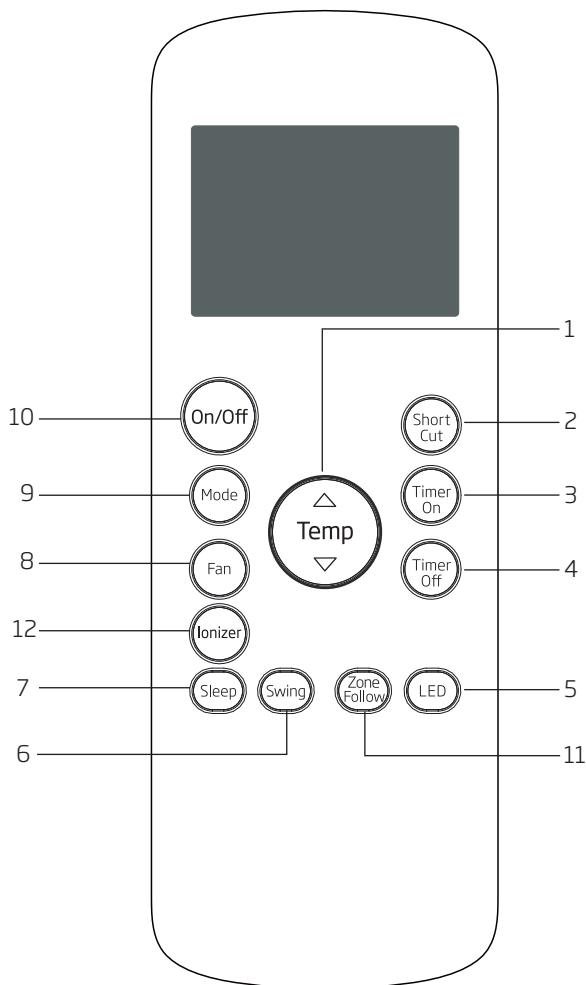 1
On/Off
10
Short
Cut
2
Mode
9
Temp
Timer
On
3
Fan
8
Timer
Off
4
Ionizer
12
Sleep
7
Swing
6
Zone
Follow
11
LED
5